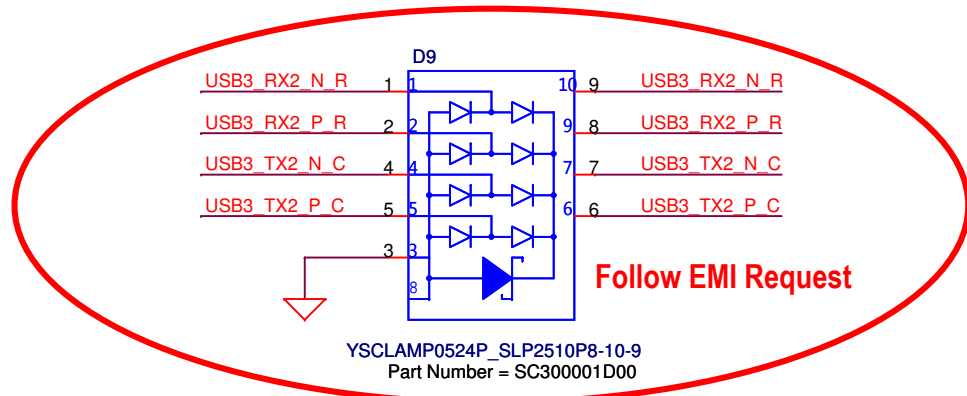 D9
USB3_RX2_N_R 1 1 10 9 USB3_RX2_N_R
USB3_RX2_P_R 2 2 9 8 USB3_RX2_P_R
USB3_TX2_N_C 4 4 7 7 USB3_TX2_N_C
USB3_TX2_P_C 5 5 6 6 USB3_TX2_P_C
3 3
8
Follow EMI Request
YSCLAMP0524P_SLP2510P8-10-9
Part Number = SC300001D00